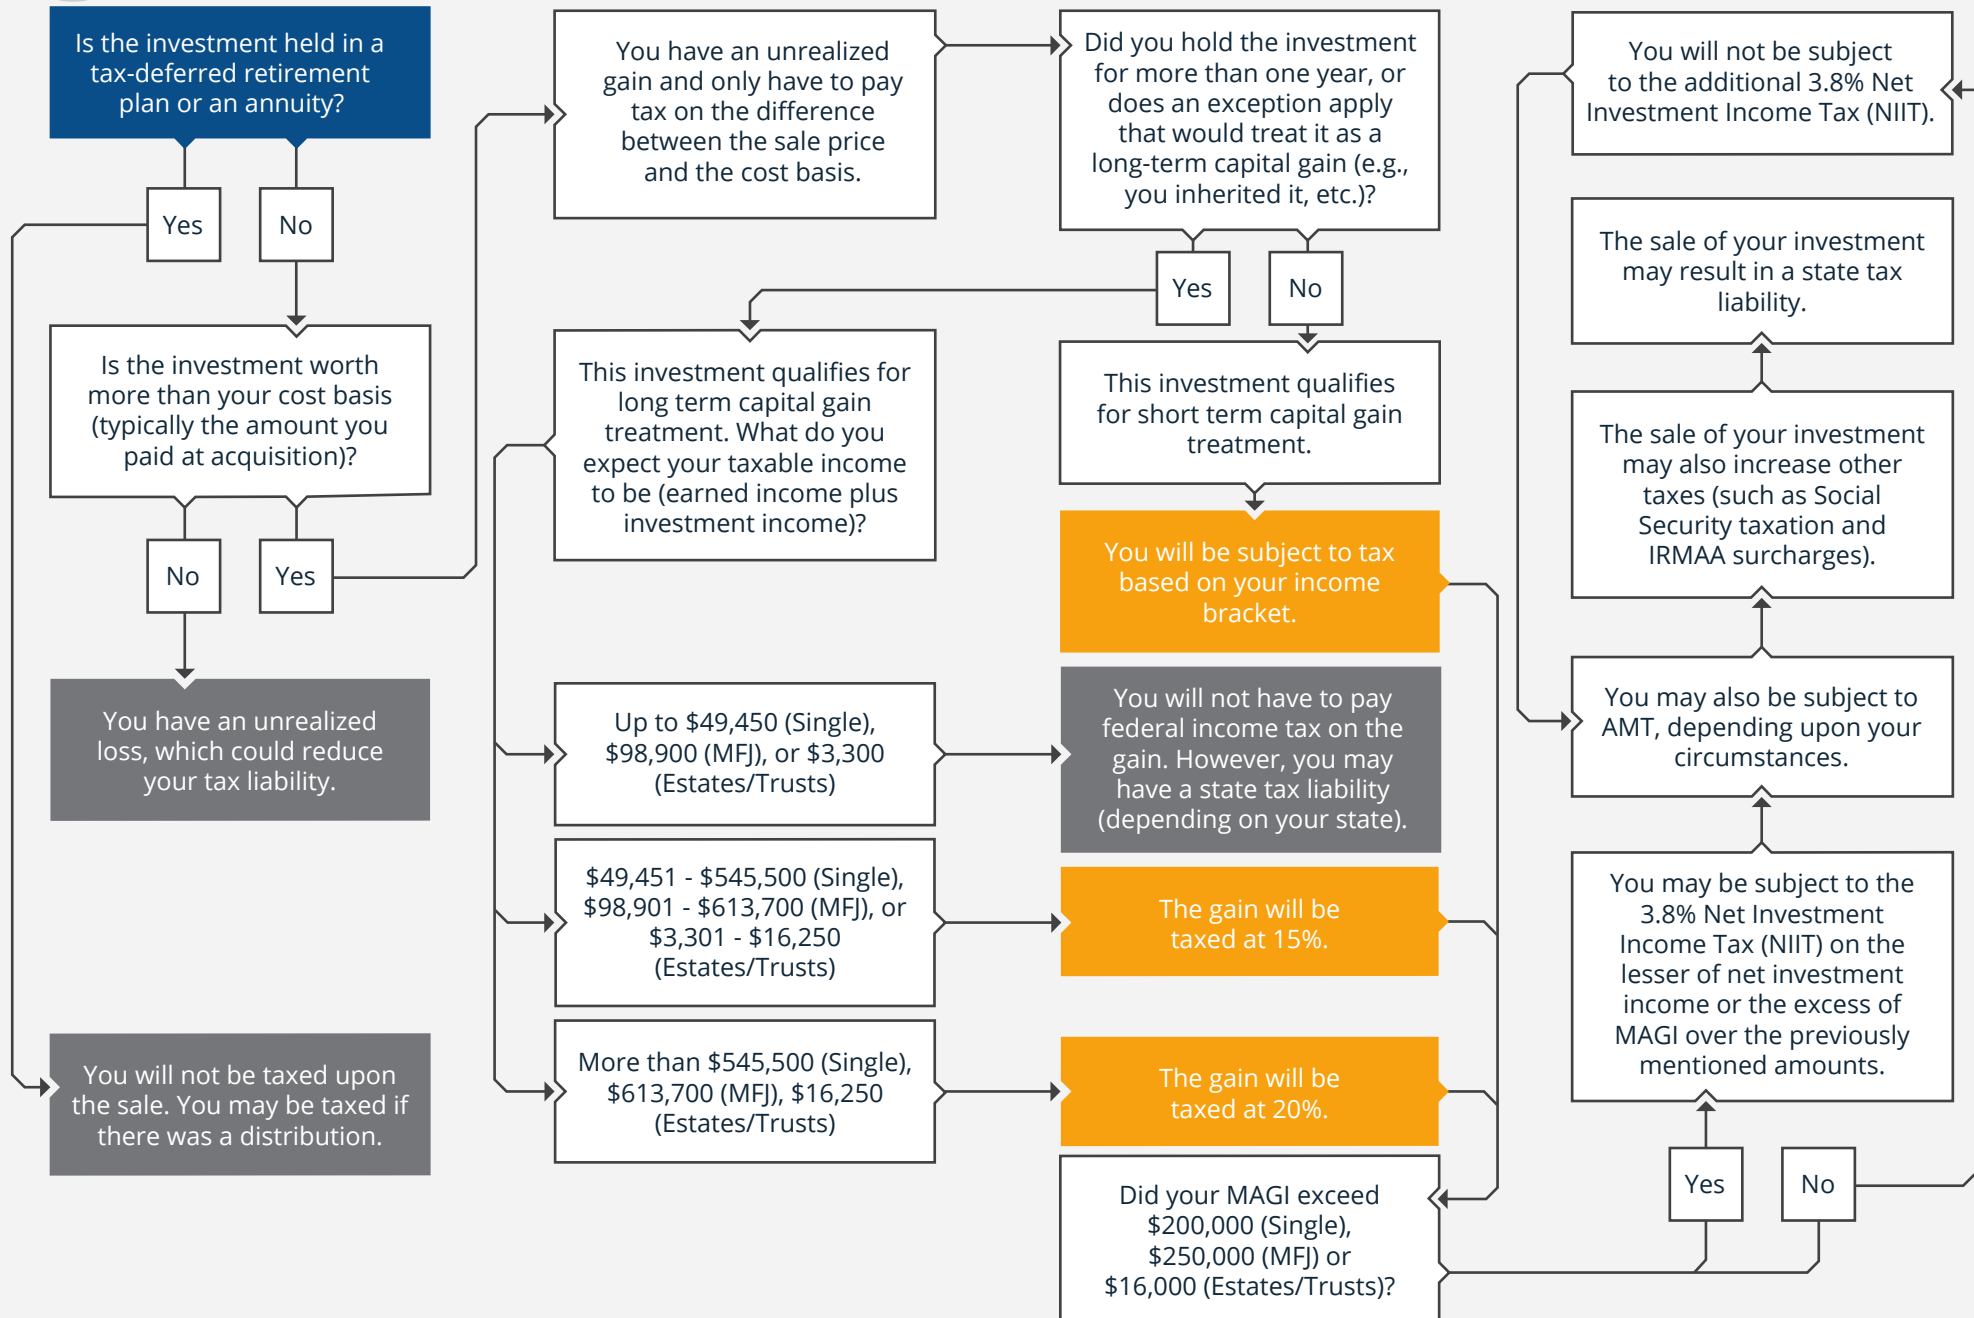 Is the investment held in a
tax-deferred retirement
plan or an annuity?
Yes
No
Is the investment worth
more than your cost basis
(typically the amount you
paid at acquisition)?
No
Yes
You have an unrealized
loss, which could reduce
your tax liability.
You will not be taxed upon
the sale. You may be taxed if
there was a distribution.
You have an unrealized
gain and only have to pay
tax on the difference
between the sale price
and the cost basis.
Did you hold the investment
for more than one year, or
does an exception apply
that would treat it as a
long-term capital gain (e.g.,
you inherited it, etc.)?
Yes
No
This investment qualifies for
long term capital gain
treatment. What do you
expect your taxable income
to be (earned income plus
investment income)?
This investment qualifies
for short term capital gain
treatment.
You will be subject to tax
based on your income
bracket.
Up to $49,450 (Single),
$98,900 (MFJ), or $3,300
(Estates/Trusts)
You will not have to pay
federal income tax on the
gain. However, you may
have a state tax liability
(depending on your state).
$49,451 - $545,500 (Single),
$98,901 - $613,700 (MFJ), or
$3,301 - $16,250
(Estates/Trusts)
The gain will be
taxed at 15%.
More than $545,500 (Single),
$613,700 (MFJ), $16,250
(Estates/Trusts)
The gain will be
taxed at 20%.
Did your MAGI exceed
$200,000 (Single),
$250,000 (MFJ) or
$16,000 (Estates/Trusts)?
Yes
No
You may be subject to the
3.8% Net Investment
Income Tax (NIIT) on the
lesser of net investment
income or the excess of
MAGI over the previously
mentioned amounts.
You will not be subject
to the additional 3.8% Net
Investment Income Tax (NIIT).
You may also be subject to
AMT, depending upon your
circumstances.
The sale of your investment
may also increase other
taxes (such as Social
Security taxation and
IRMAA surcharges).
The sale of your investment
may result in a state tax
liability.